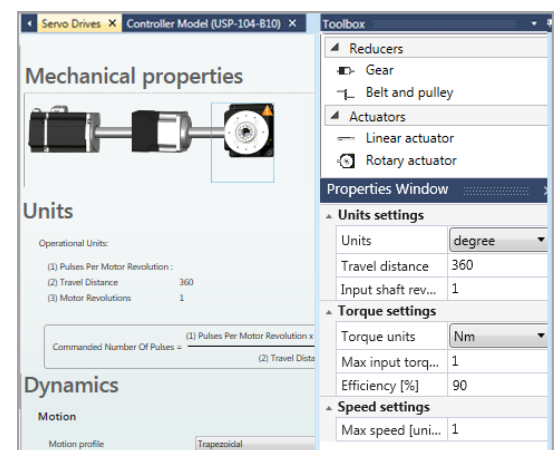 Servo Drives
Controller Model (USP-104-B10)
Mechanical properties
Units
Operational Units:
(1) Pulses Per Motor Revolution :
(2) Travel Distance 360
(3) Motor Revolutions 1
Commanded Number Of Pulses = (1) Pulses Per Motor Revolution x
(2) Travel Dista
Dynamics
Motion
Motion profile Trapezoidal
Toolbox
Reducers
Gear
Belt and pulley
Actuators
Linear actuator
Rotary actuator
Properties Window
Units settings
Units degree
Travel distance 360
Input shaft rev... 1
Torque settings
Torque units Nm
Max input torq... 1
Efficiency [%] 90
Speed settings
Max speed [uni... 1